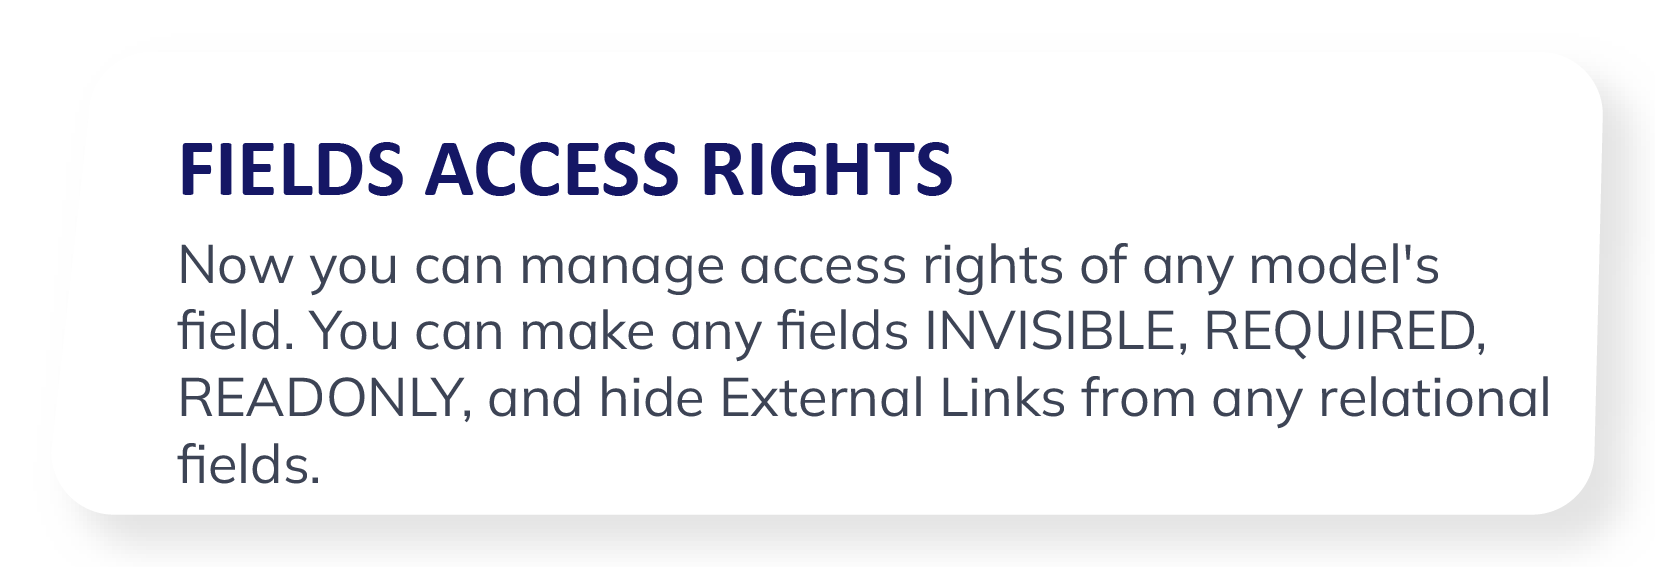 FIELDS ACCESS RIGHTS
Now you can manage access rights of any model's
field. You can make any fields INVISIBLE, REQUIRED,
READONLY, and hide External Links from any relational
fields.